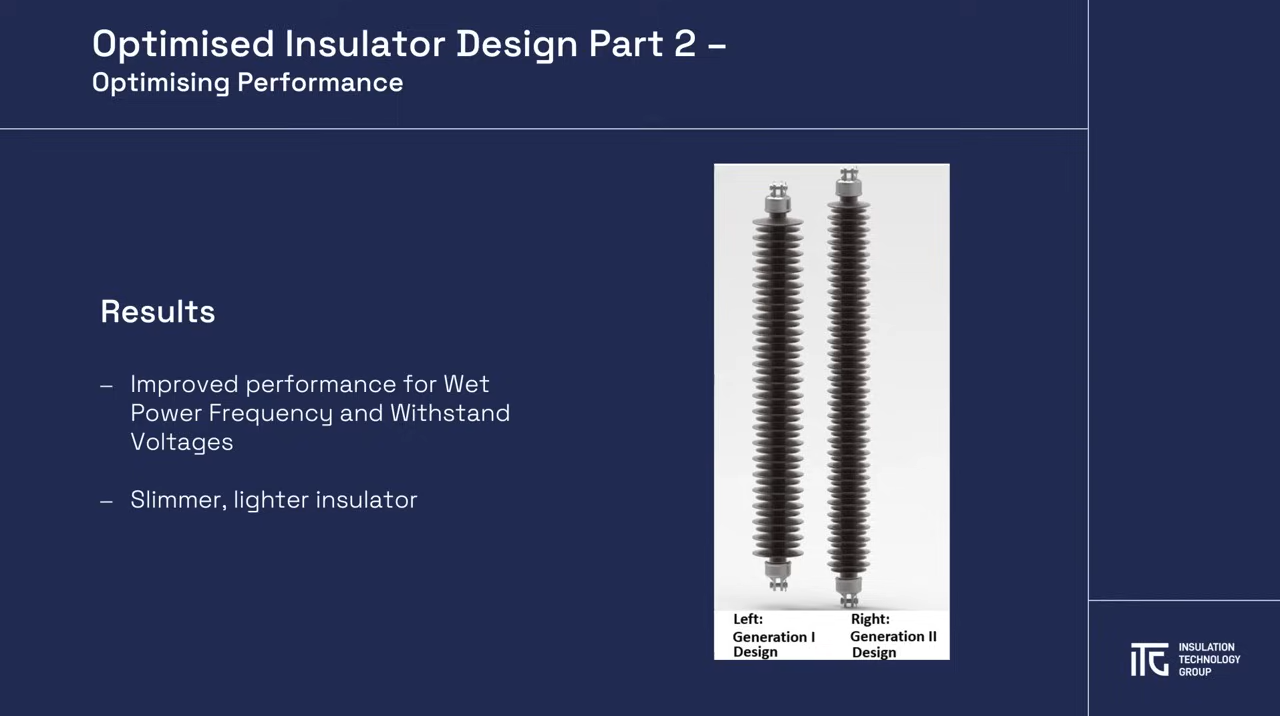 Optimised Insulator Design Part 2 –
Optimising Performance
Results
– Improved performance for Wet
Power Frequency and Withstand
Voltages
– Slimmer, lighter insulator
Left:
Generation I
Design
Right:
Generation II
Design
ITG
INSULATION
TECHNOLOGY
GROUP